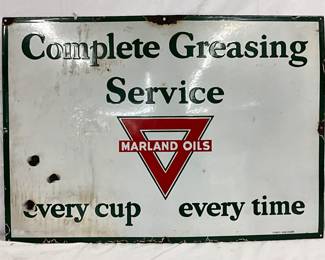 Complete Greasing
Service
MARLAND OILS
every cup every time